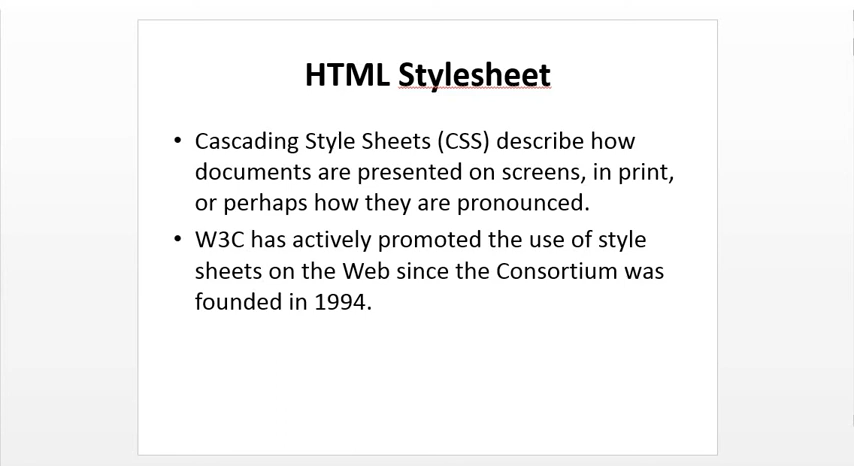 HTML Stylesheet
• Cascading Style Sheets (CSS) describe how
documents are presented on screens, in print,
or perhaps how they are pronounced.
• W3C has actively promoted the use of style
sheets on the Web since the Consortium was
founded in 1994.